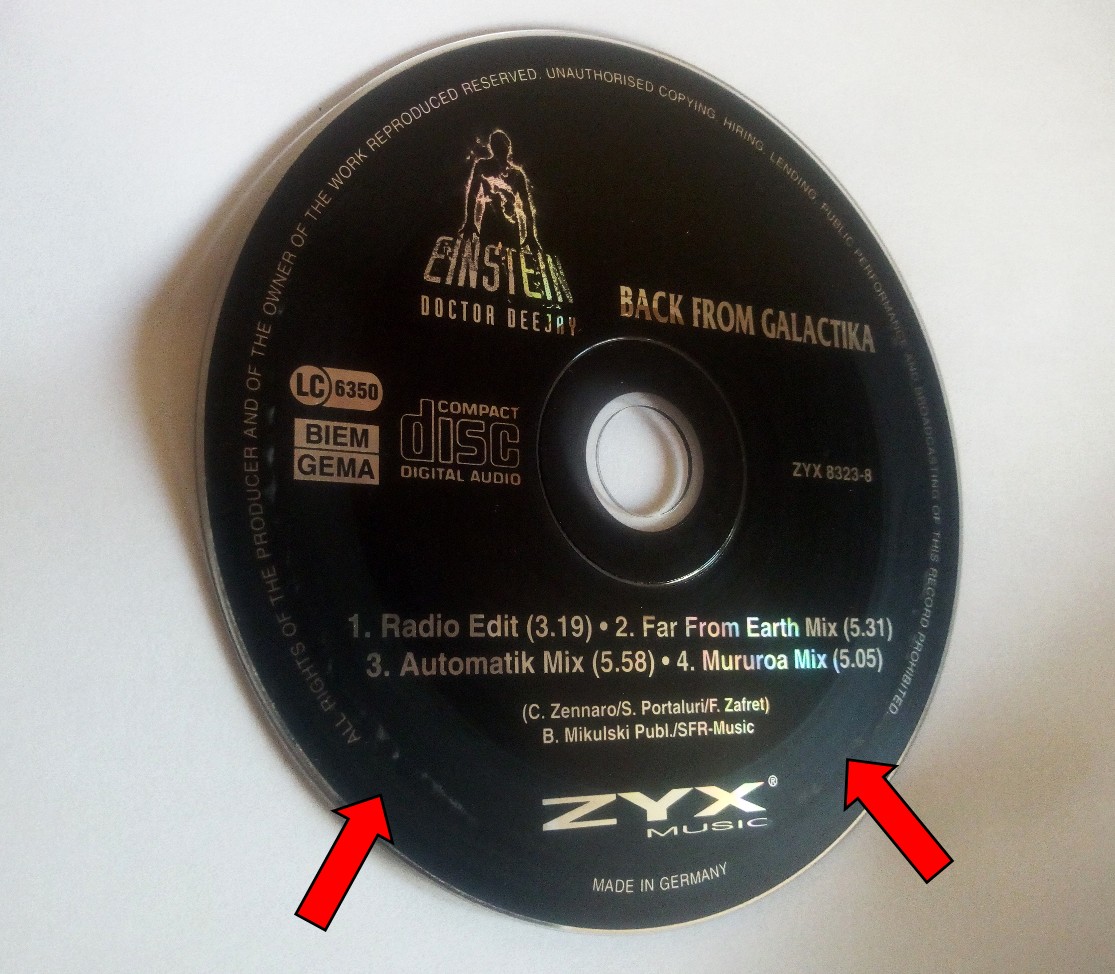 ALL RIGHTS OF THE PRODUCER AND OF THE OWNER OF THE WORK REPRODUCED RESERVED. UNAUTHORISED COPYING, HIRING, LENDING, PUBLIC PERFORMANCE AND BROADCASTING OF THIS RECORD PROHIBITED.
EINSTEIN
DOCTOR DEEJAY
BACK FROM GALACTIKA
LC 6350
BIEM
GEMA
COMPACT
disc
DIGITAL AUDIO
ZYX 8323-8
1. Radio Edit (3.19) • 2. Far From Earth Mix (5.31)
3. Automatik Mix (5.58) • 4. Mururoa Mix (5.05)
(C. Zennaro/S. Portaluri/F. Zafret)
B. Mikulski Publ./SFR-Music
ZYX®
MUSIC
MADE IN GERMANY